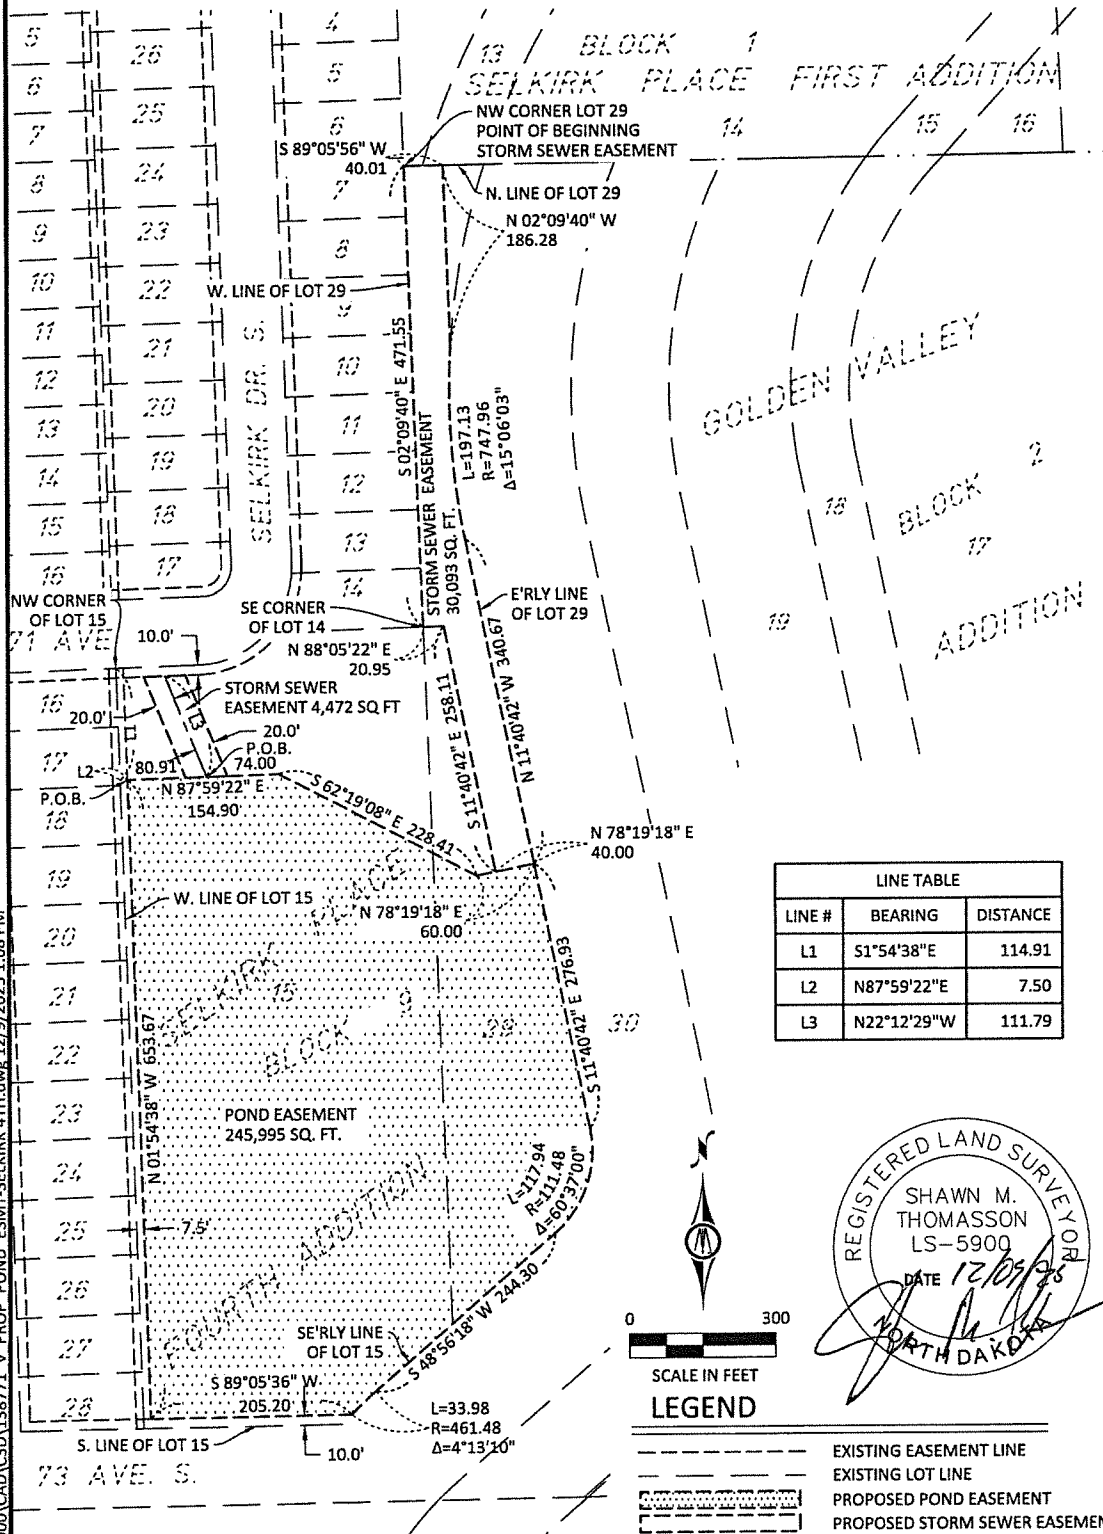 5
6
7
8
9
10
11
12
13
14
15
16
26
25
24
23
22
21
20
19
18
17
4
5
6
7
8
9
10
11
12
13
14
SELKIRK DR. S.
13
BLOCK 1
SELKIRK PLACE FIRST ADDITION
14
15
16
NW CORNER LOT 29
POINT OF BEGINNING
STORM SEWER EASEMENT
S 89°05'56" W
40.01
N. LINE OF LOT 29
N 02°09'40" W
186.28
W. LINE OF LOT 29
S 02°09'40" E 471.55
STORM SEWER EASEMENT
30,093 SQ. FT.
L=197.13
R=747.96
Δ=15°06'03"
GOLDEN VALLEY
2
BLOCK
18
17
19
ADDITION
NW CORNER
OF LOT 15
71 AVE
10.0'
SE CORNER
OF LOT 14
N 88°05'22" E
20.95
E'RLY LINE
OF LOT 29
N 11°40'42" W 340.67
S 11°40'42" E 258.11
STORM SEWER
EASEMENT 4,472 SQ FT
20.0'
L3
L1
20.0'
P.O.B.
80.91
74.00
L2
P.O.B.
N 87°59'22" E
154.90
S 62°19'08" E 228.41
N 78°19'18" E
40.00
N 78°19'18" E
60.00
16
17
18
19
20
21
22
23
24
25
26
27
28
W. LINE OF LOT 15
SELKIRK PLACE
15
BLOCK 9
29
30
S 11°40'42" E 276.93
N 01°54'38" W 653.67
POND EASEMENT
245,995 SQ. FT.
L=117.94
R=111.48
Δ=60°37'00"
7.5'
FOURTH ADDITION
SE'RLY LINE
OF LOT 15
S 48°56'18" W 244.30
S 89°05'36" W
205.20
L=33.98
R=461.48
Δ=4°13'10"
S. LINE OF LOT 15
10.0'
73 AVE. S.
LINE TABLE
LINE # BEARING DISTANCE
L1 S1°54'38"E 114.91
L2 N87°59'22"E 7.50
L3 N22°12'29"W 111.79
N
0 300
SCALE IN FEET
REGISTERED LAND SURVEYOR
SHAWN M.
THOMASSON
LS-5900
DATE 12/09/25
NORTH DAKOTA
LEGEND
EXISTING EASEMENT LINE
EXISTING LOT LINE
PROPOSED POND EASEMENT
PROPOSED STORM SEWER EASEMEN